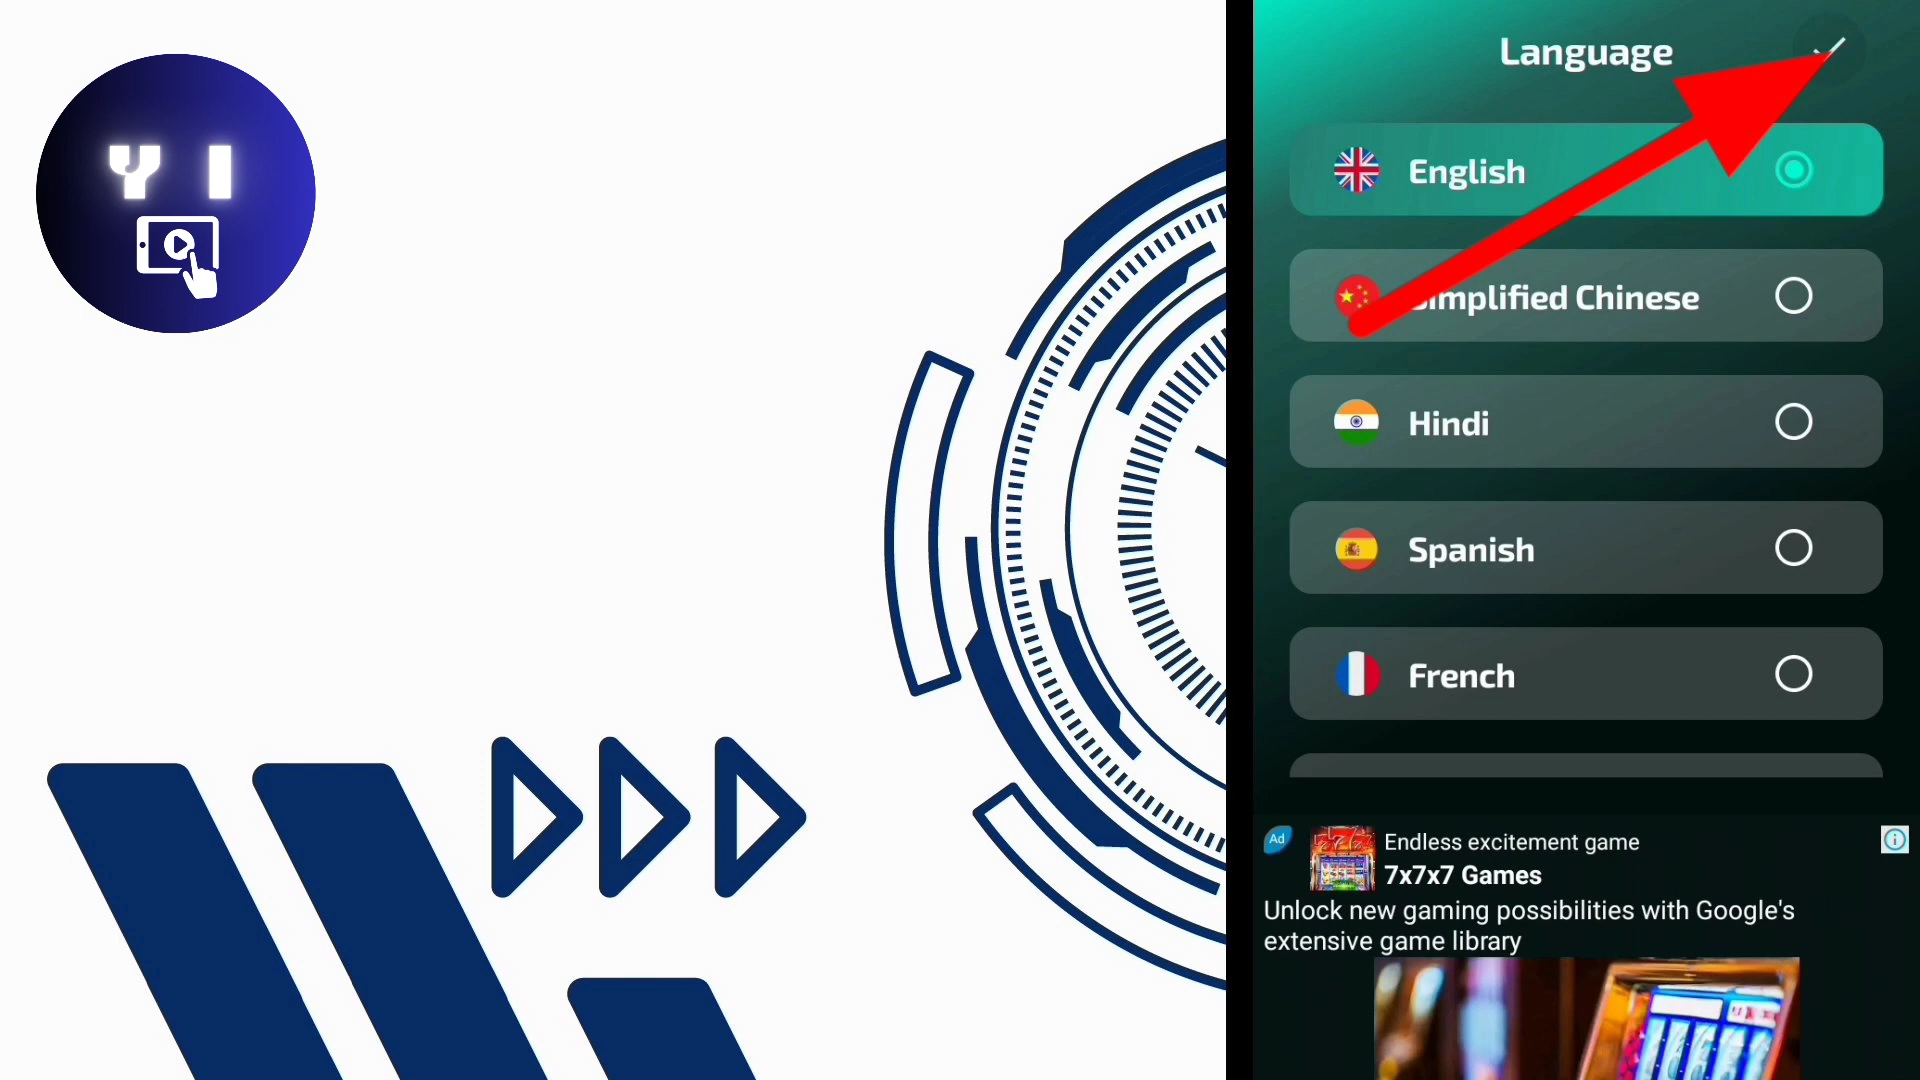 Y I
Language
English
Simplified Chinese
Hindi
Spanish
French
Ad
Endless excitement game
7x7x7 Games
Unlock new gaming possibilities with Google's
extensive game library